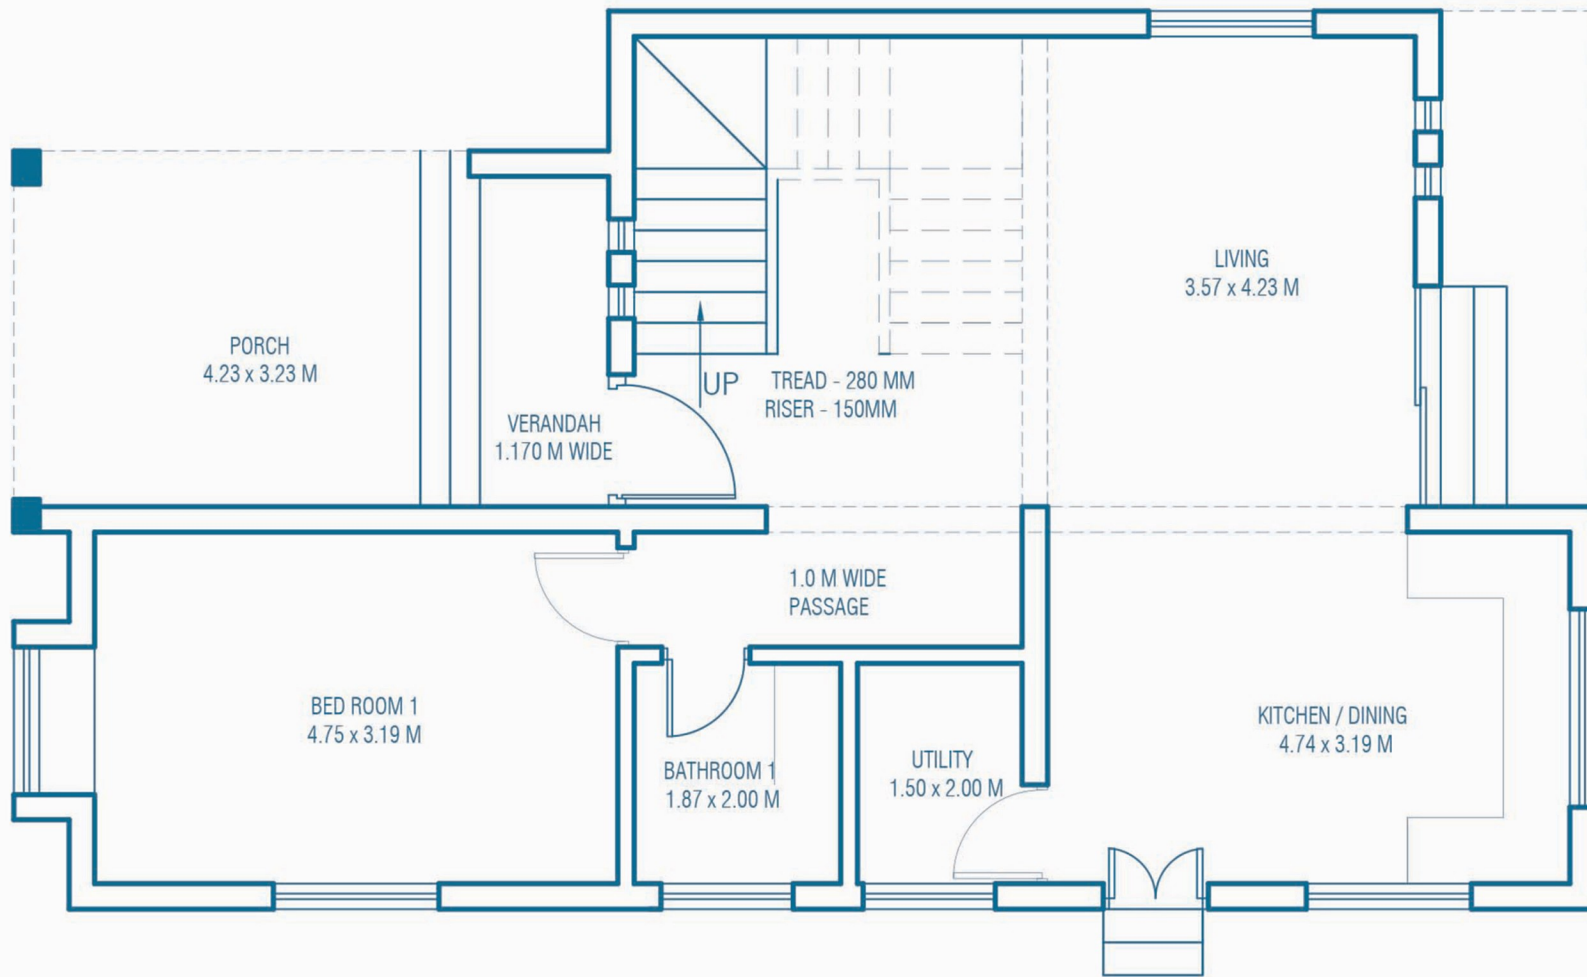 LIVING
3.57 x 4.23 M
PORCH
4.23 x 3.23 M
UP
TREAD - 280 MM
RISER - 150MM
VERANDAH
1.170 M WIDE
1.0 M WIDE
PASSAGE
BED ROOM 1
4.75 x 3.19 M
BATHROOM 1
1.87 x 2.00 M
UTILITY
1.50 x 2.00 M
KITCHEN / DINING
4.74 x 3.19 M